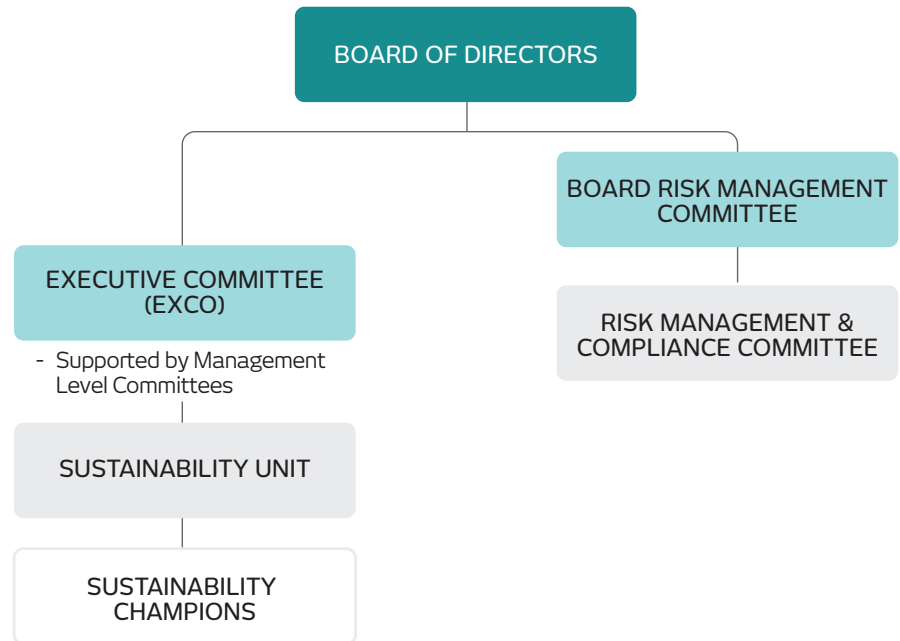 BOARD OF DIRECTORS
BOARD RISK MANAGEMENT
COMMITTEE
EXECUTIVE COMMITTEE
(EXCO)
- Supported by Management
Level Committees
RISK MANAGEMENT &
COMPLIANCE COMMITTEE
SUSTAINABILITY UNIT
SUSTAINABILITY
CHAMPIONS